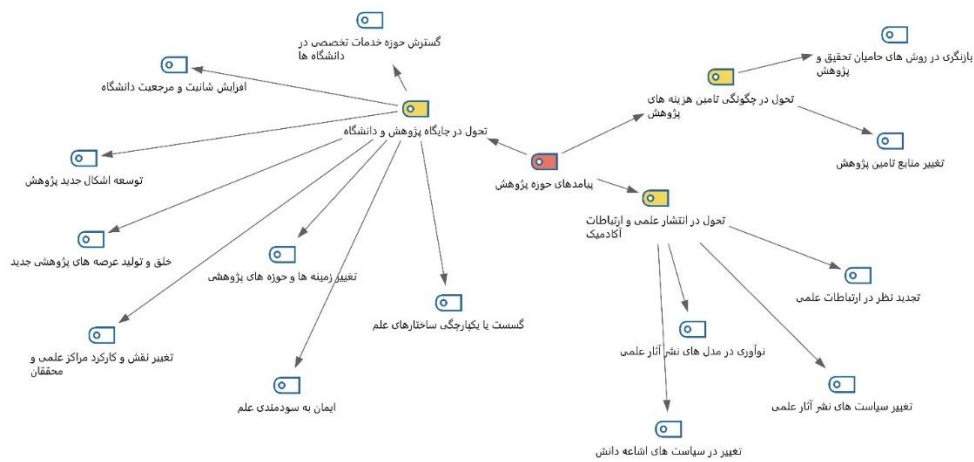 گسترش حوزه خدمات تخصصی در
دانشگاه ها
بازنگری در روش های حامیان تحقیق و
پژوهش
افزایش شانیت و مرجعیت دانشگاه
تحول در چگونگی تامین هزینه های
پژوهش
تحول در جایگاه پژوهش و دانشگاه
تغییر منابع تامین پژوهش
توسعه اشکال جدید پژوهش
پیامدهای حوزه پژوهش
تحول در انتشار علمی و ارتباطات
آکادمیک
خلق و تولید عرصه های پژوهشی جدید
تغییر زمینه ها و حوزه های پژوهشی
تجدید نظر در ارتباطات علمی
گسست یا یکپارچگی ساختارهای علم
نوآوری در مدل های نشر آثار علمی
تغییر نقش و کارکرد مراکز علمی و
محققان
ایمان به سودمندی علم
تغییر سیاست های نشر آثار علمی
تغییر در سیاست های اشاعه دانش